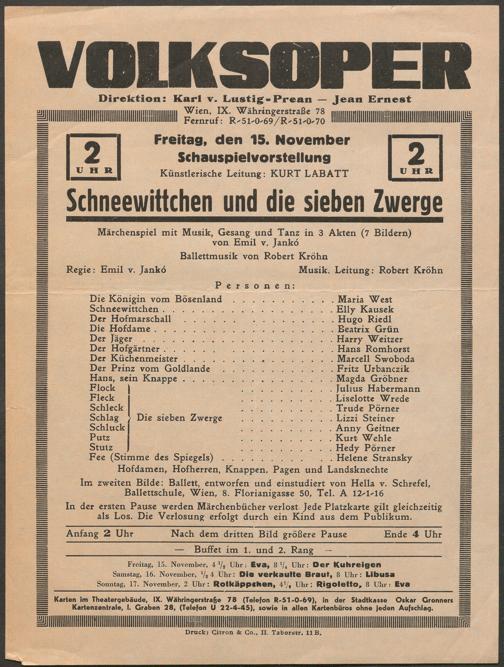 VOLKSOPER
Direktion: Karl v. Lustig-Prean — Jean Ernest
Wien, IX. Währingerstraße 78
Fernruf: R-51-0-69/R-51-0-70
2 UHR
Freitag, den 15. November
Schauspielvorstellung
Künstlerische Leitung: KURT LABATT
2 UHR
Schneewittchen und die sieben Zwerge
Märchenspiel mit Musik, Gesang und Tanz in 3 Akten (7 Bildern)
von Emil v. Jankó
Ballettmusik von Robert Kröhn
Regie: Emil v. Jankó Musik. Leitung: Robert Kröhn
Personen:
Die Königin vom Bösenland . . . . . . . . . . . Maria West
Schneewittchen . . . . . . . . . . . Elly Kausek
Der Hofmarschall . . . . . . . . . . . Hugo Riedl
Die Hofdame . . . . . . . . . . . Beatrix Grün
Der Jäger . . . . . . . . . . . Harry Weitzer
Der Hofgärtner . . . . . . . . . . . Hans Romhorst
Der Küchenmeister . . . . . . . . . . . Marcell Swoboda
Der Prinz vom Goldlande . . . . . . . . . . . Fritz Urbanczik
Hans, sein Knappe . . . . . . . . . . . Magda Gröbner
Flock . . . . . . . . . . . Julius Habermann
Fleck . . . . . . . . . . . Liselotte Wrede
Schleck . . . . . . . . . . . Trude Pörner
Schlag Die sieben Zwerge . . . . . . . . . . . Lizzi Steiner
Schluck . . . . . . . . . . . Anny Geitner
Putz . . . . . . . . . . . Kurt Wehle
Stutz . . . . . . . . . . . Hedy Pörner
Fee (Stimme des Spiegels) . . . . . . . . . . . Helene Stransky
Hofdamen, Hofherren, Knappen, Pagen und Landsknechte
Im zweiten Bilde: Ballett, entworfen und einstudiert von Hella v. Schrefel,
Ballettschule, Wien, 8. Florianigasse 50, Tel. A 12-1-16
In der ersten Pause werden Märchenbücher verlost Jede Platzkarte gilt gleichzeitig
als Los. Die Verlosung erfolgt durch ein Kind aus dem Publikum.
Anfang 2 Uhr Nach dem dritten Bild größere Pause Ende 4 Uhr
— Buffet im 1. und 2. Rang —
Freitag, 15. November, 4¹/₂ Uhr: Eva, 8¹/₄ Uhr: Der Kuhreigen
Samstag, 16. November, ¹/₂4 Uhr: Die verkaufte Braut, 8 Uhr: Libusa
Sonntag, 17. November, 2 Uhr: Rotkäppchen, 4¹/₂ Uhr: Rigoletto, 8 Uhr: Eva
Karten im Theatergebäude, IX. Währingerstraße 78 (Telefon R-51-0-69), in der Stadtkasse Oskar Gronners
Kartenzentrale, I. Graben 28, (Telefon U 22-4-45), sowie in allen Kartenbüros ohne jeden Aufschlag.
Druck: Citron & Co., II. Taborstr. 11B.